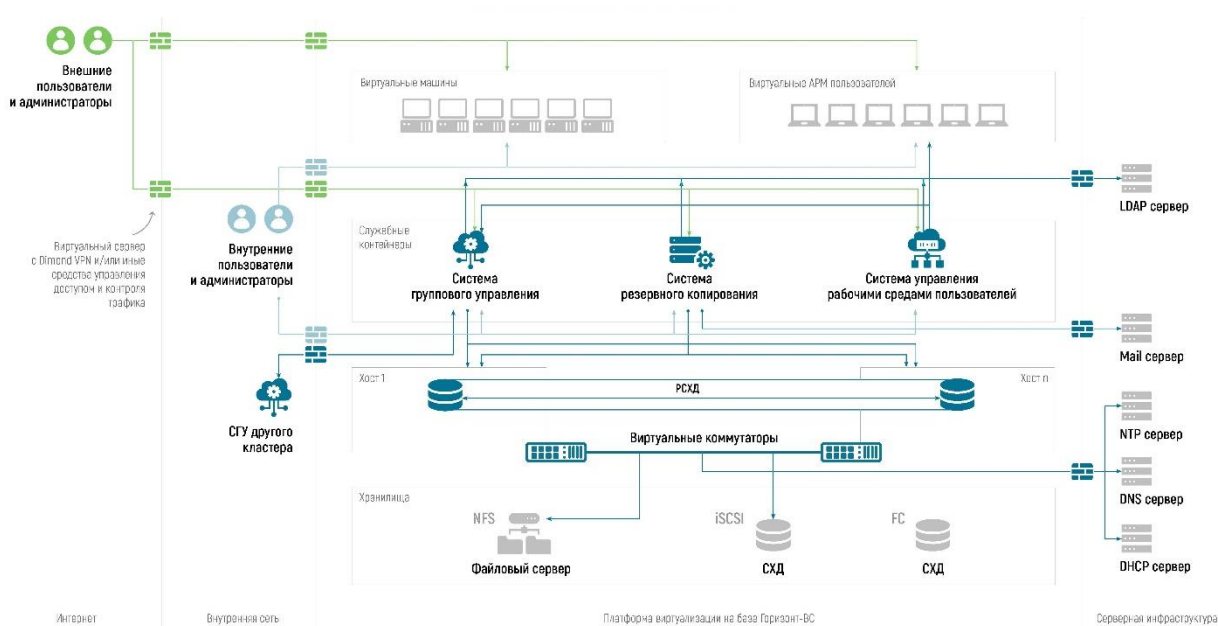 Внешние
пользователи
и администраторы
Виртуальные машины
Виртуальные АРМ пользователей
LDAP сервер
Виртуальный сервер
с Dimond VPN и/или иные
средства управления
доступом и контроля
трафика
Внутренние
пользователи
и администраторы
Служебные
контейнеры
Система
группового управления
Система
резервного копирования
Система управления
рабочими средами пользователей
Mail сервер
СГУ другого
кластера
Хост 1
РСХД
Хост n
Виртуальные коммутаторы
NTP сервер
DNS сервер
DHCP сервер
Хранилища
NFS
Файловый сервер
iSCSI
СХД
FC
СХД
Интернет
Внутренняя сеть
Платформа виртуализации на база Горизонт-ВС
Серверная инфраструктура